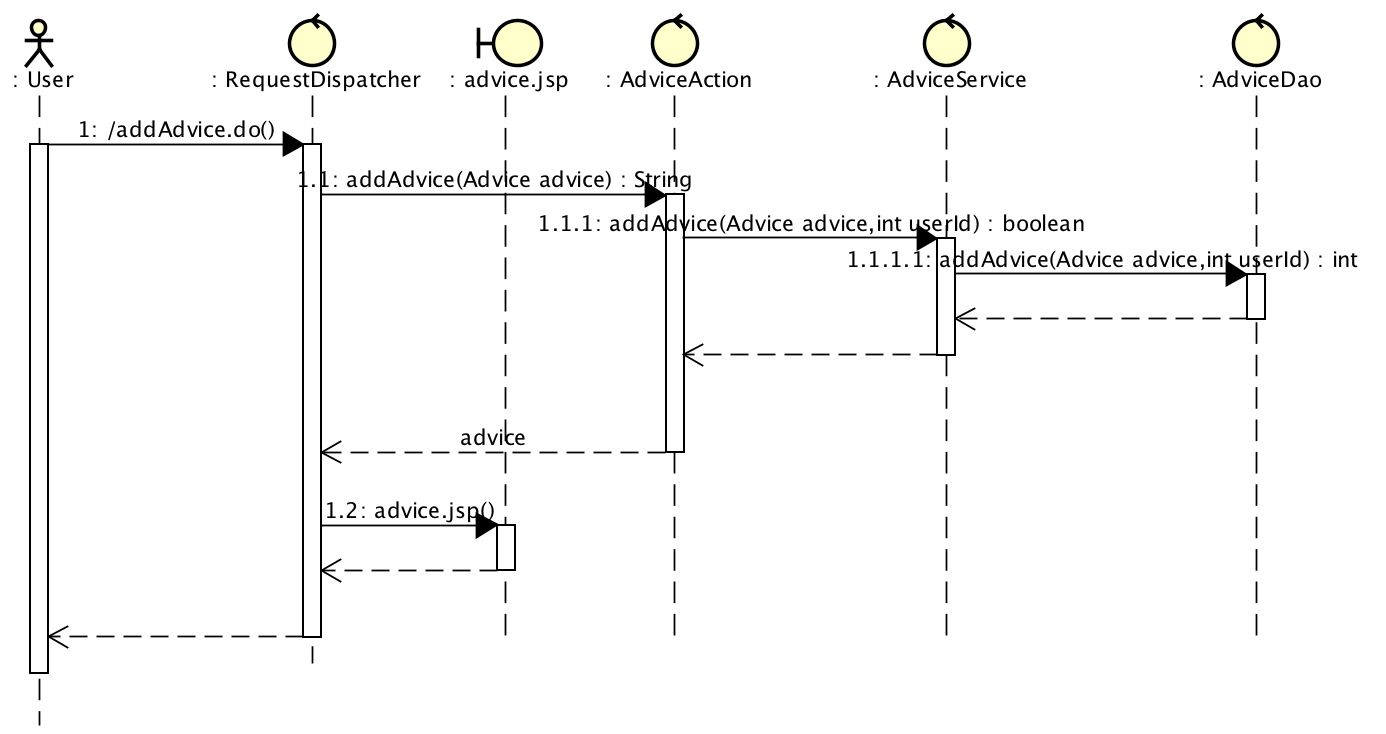 : User
: RequestDispatcher
: advice.jsp
: AdviceAction
: AdviceService
: AdviceDao
1: /addAdvice.do()
1.1: addAdvice(Advice advice) : String
1.1.1: addAdvice(Advice advice,int userId) : boolean
1.1.1.1: addAdvice(Advice advice,int userId) : int
advice
1.2: advice.jsp()